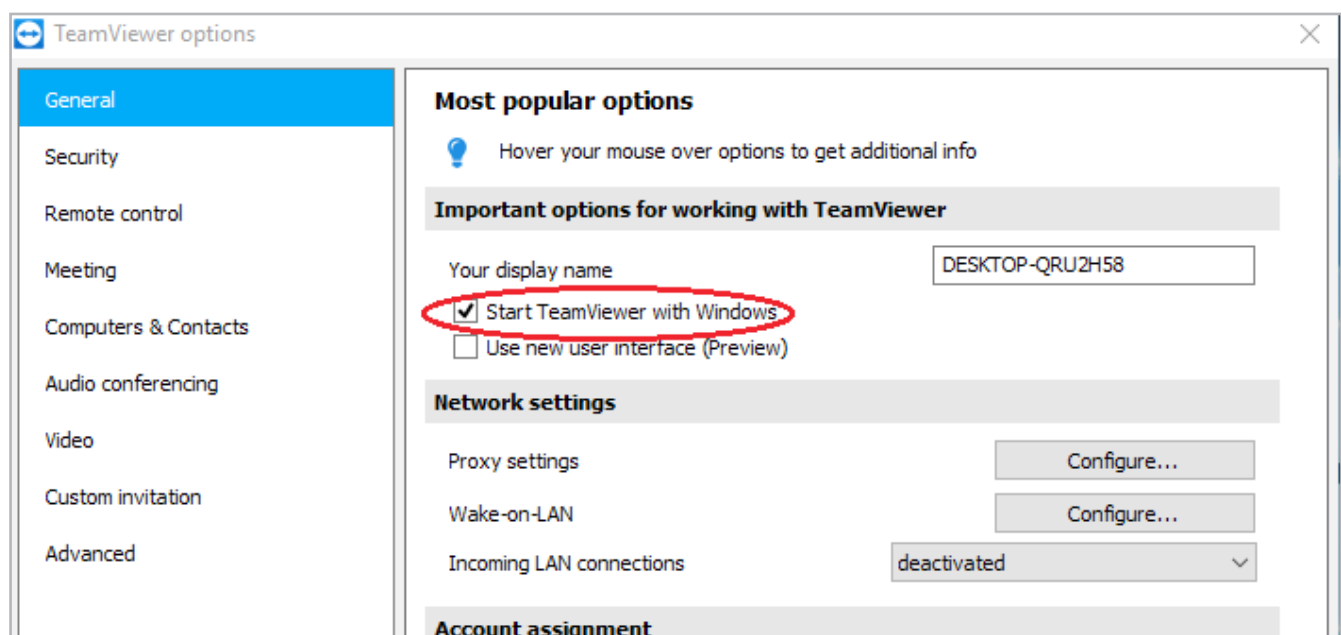 TeamViewer options
General
Security
Remote control
Meeting
Computers & Contacts
Audio conferencing
Video
Custom invitation
Advanced
Most popular options
Hover your mouse over options to get additional info
Important options for working with TeamViewer
Your display name DESKTOP-QRU2H58
Start TeamViewer with Windows
Use new user interface (Preview)
Network settings
Proxy settings Configure...
Wake-on-LAN Configure...
Incoming LAN connections deactivated
Account assignment